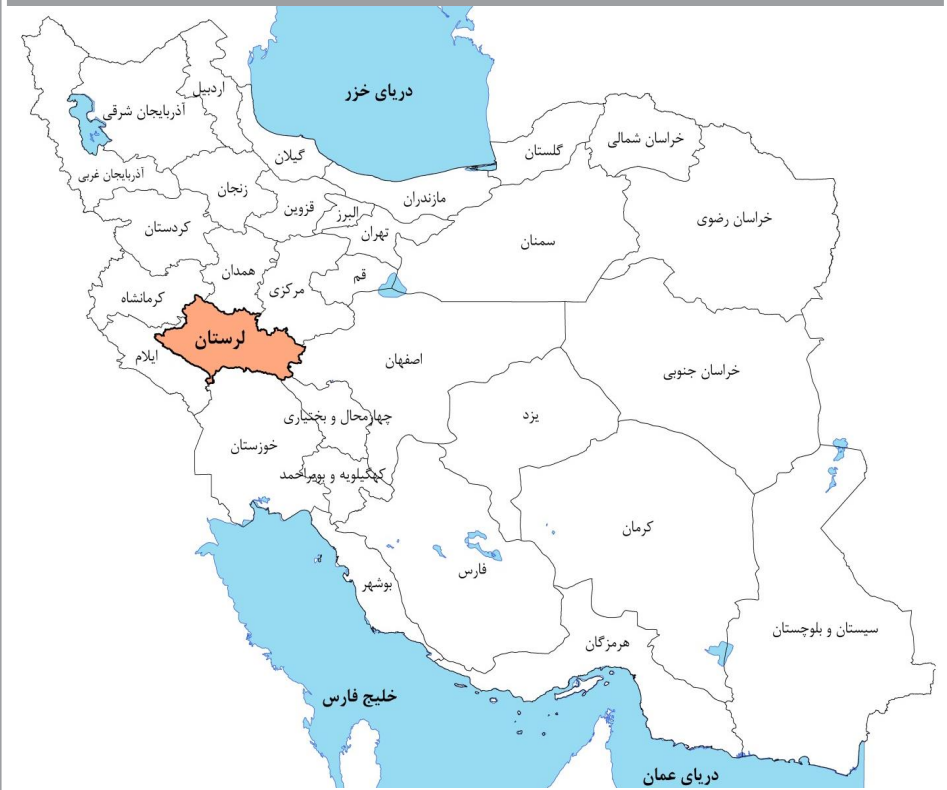 دریای خزر
اردبیل
آذربایجان شرقی
گیلان
گلستان
خراسان شمالی
آذربایجان غربی
زنجان
قزوین
البرز
مازندران
خراسان رضوی
کردستان
تهران
سمنان
همدان
قم
مرکزی
کرمانشاه
لرستان
ایلام
اصفهان
خراسان جنوبی
چهارمحال و بختیاری
یزد
خوزستان
کهگیلویه و بویراحمد
کرمان
فارس
بوشهر
سیستان و بلوچستان
هرمزگان
خلیج فارس
دریای عمان